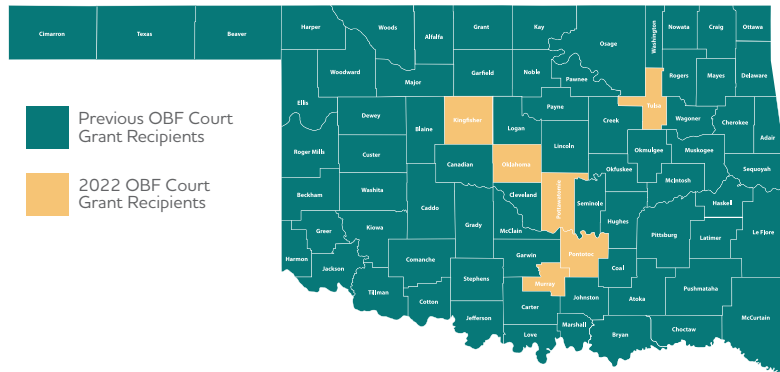 Cimarron
Texas
Beaver
Harper
Woods
Alfalfa
Grant
Kay
Osage
Washington
Nowata
Craig
Ottawa
Woodward
Major
Garfield
Noble
Pawnee
Rogers
Mayes
Delaware
Ellis
Dewey
Blaine
Kingfisher
Logan
Payne
Creek
Tulsa
Wagoner
Cherokee
Adair
Previous OBF Court
Grant Recipients
Roger Mills
Custer
Canadian
Oklahoma
Lincoln
Okmulgee
Muskogee
Okfuskee
McIntosh
Sequoyah
2022 OBF Court
Grant Recipients
Beckham
Washita
Caddo
Grady
Cleveland
Pottawatomie
Seminole
Hughes
Haskell
Greer
Kiowa
McClain
Pittsburg
Latimer
Le Flore
Harmon
Jackson
Comanche
Garwin
Pontotoc
Coal
Tillman
Cotton
Stephens
Murray
Johnston
Atoka
Pushmataha
Jefferson
Carter
Love
Marshall
Bryan
Choctaw
McCurtain